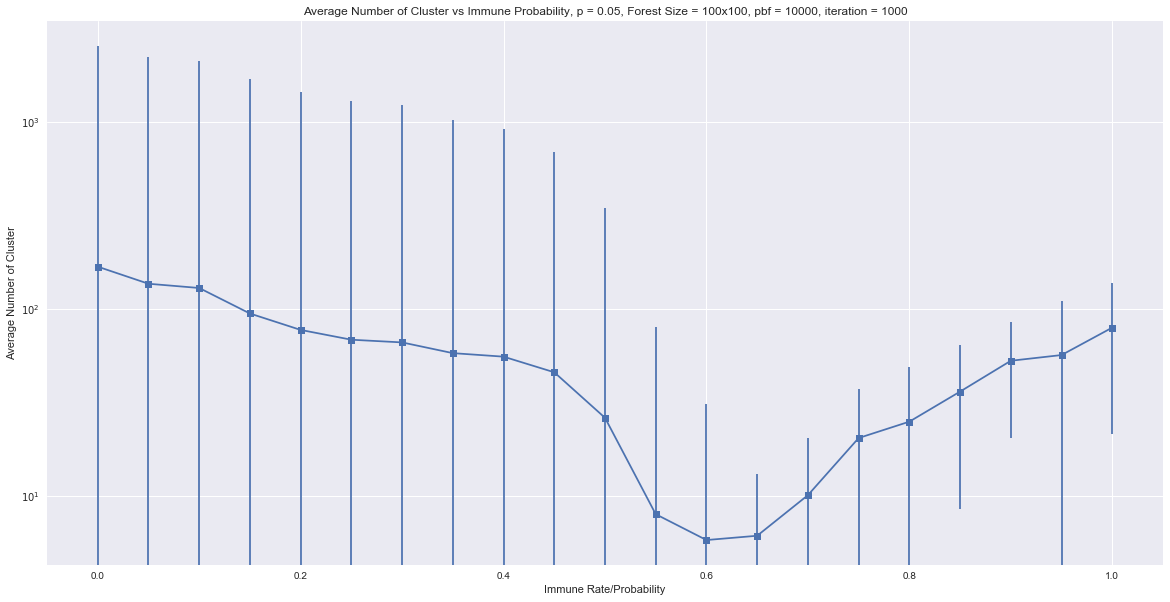 Average Number of Cluster vs Immune Probability, p = 0.05, Forest Size = 100x100, pbf = 10000, iteration = 1000
Average Number of Cluster
10³
10²
10¹
0.0 0.2 0.4 0.6 0.8 1.0
Immune Rate/Probability